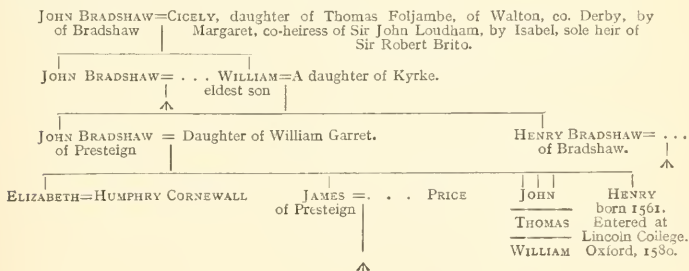 JOHN BRADSHAW=CICELY, daughter of Thomas Foljambe, of Walton, co. Derby, by
of Bradshaw Margaret, co-heiress of Sir John Loudham, by Isabel, sole heir of
Sir Robert Brito.
JOHN BRADSHAW= . . . WILLIAM=A daughter of Kyrke.
eldest son
JOHN BRADSHAW = Daughter of William Garret. HENRY BRADSHAW= . . .
of Presteign of Bradshaw.
ELIZABETH=HUMPHRY CORNEWALL JAMES = . . . PRICE JOHN HENRY
of Presteign born 1561.
THOMAS Entered at
Lincoln College.
WILLIAM Oxford, 1580.